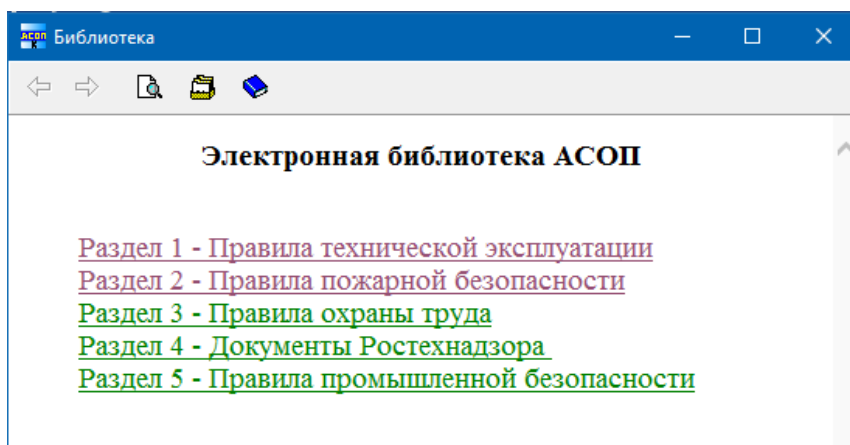 АСОП
К
Библиотека
Электронная библиотека АСОП
Раздел 1 - Правила технической эксплуатации
Раздел 2 - Правила пожарной безопасности
Раздел 3 - Правила охраны труда
Раздел 4 - Документы Ростехнадзора
Раздел 5 - Правила промышленной безопасности